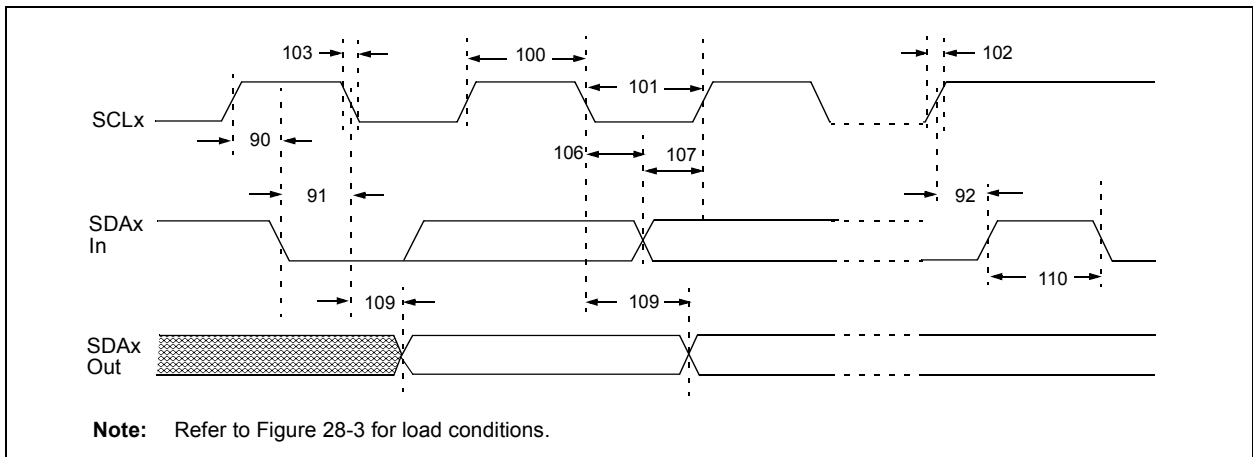 103
100
102
101
SCLx
90
106
107
91
92
SDAx
In
110
109
109
SDAx
Out
Note: Refer to Figure 28-3 for load conditions.